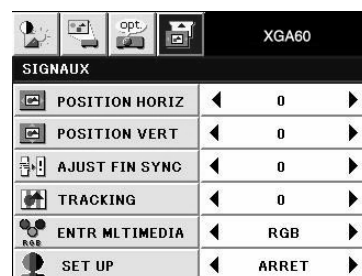 opt.
XGA60
SIGNAUX
POSITION HORIZ 0
POSITION VERT 0
AJUST FIN SYNC 0
TRACKING 0
RGB ENTR MLTIMEDIA RGB
SET UP ARRET